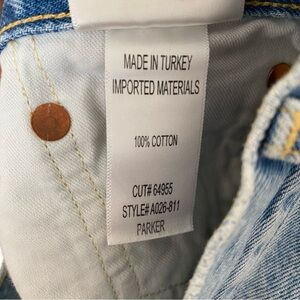 MADE IN TURKEY
IMPORTED MATERIALS
100% COTTON
CUT# 64955
STYLE# A026-811
PARKER